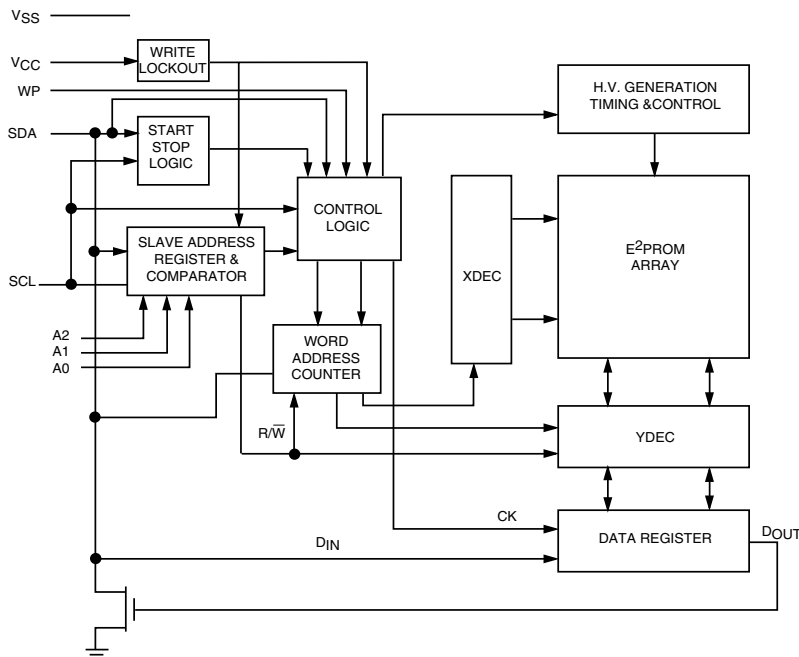 VSS
VCC
WP
SDA
SCL
A2
A1
A0
WRITE
LOCKOUT
START
STOP
LOGIC
SLAVE ADDRESS
REGISTER &
COMPARATOR
CONTROL
LOGIC
WORD
ADDRESS
COUNTER
R/W̅
XDEC
H.V. GENERATION
TIMING &CONTROL
E²PROM
ARRAY
YDEC
CK
DATA REGISTER
DIN
DOUT